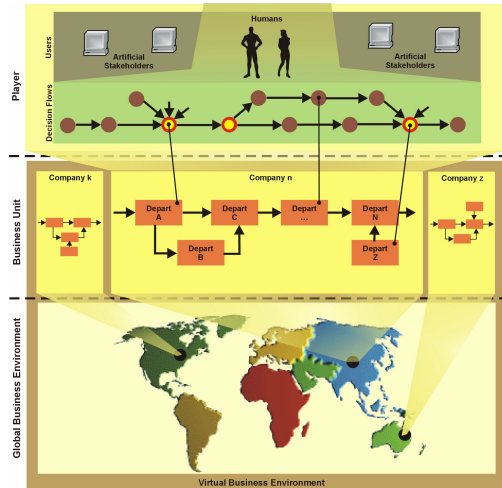 Humans
Artificial
Stakeholders
Artificial
Stakeholders
Player
Users
Decision Flows
Company k
Company n
Company z
Business Unit
Depart
A
Depart
C
Depart
...
Depart
N
Depart
B
Depart
Z
Global Business Environment
Virtual Business Environment